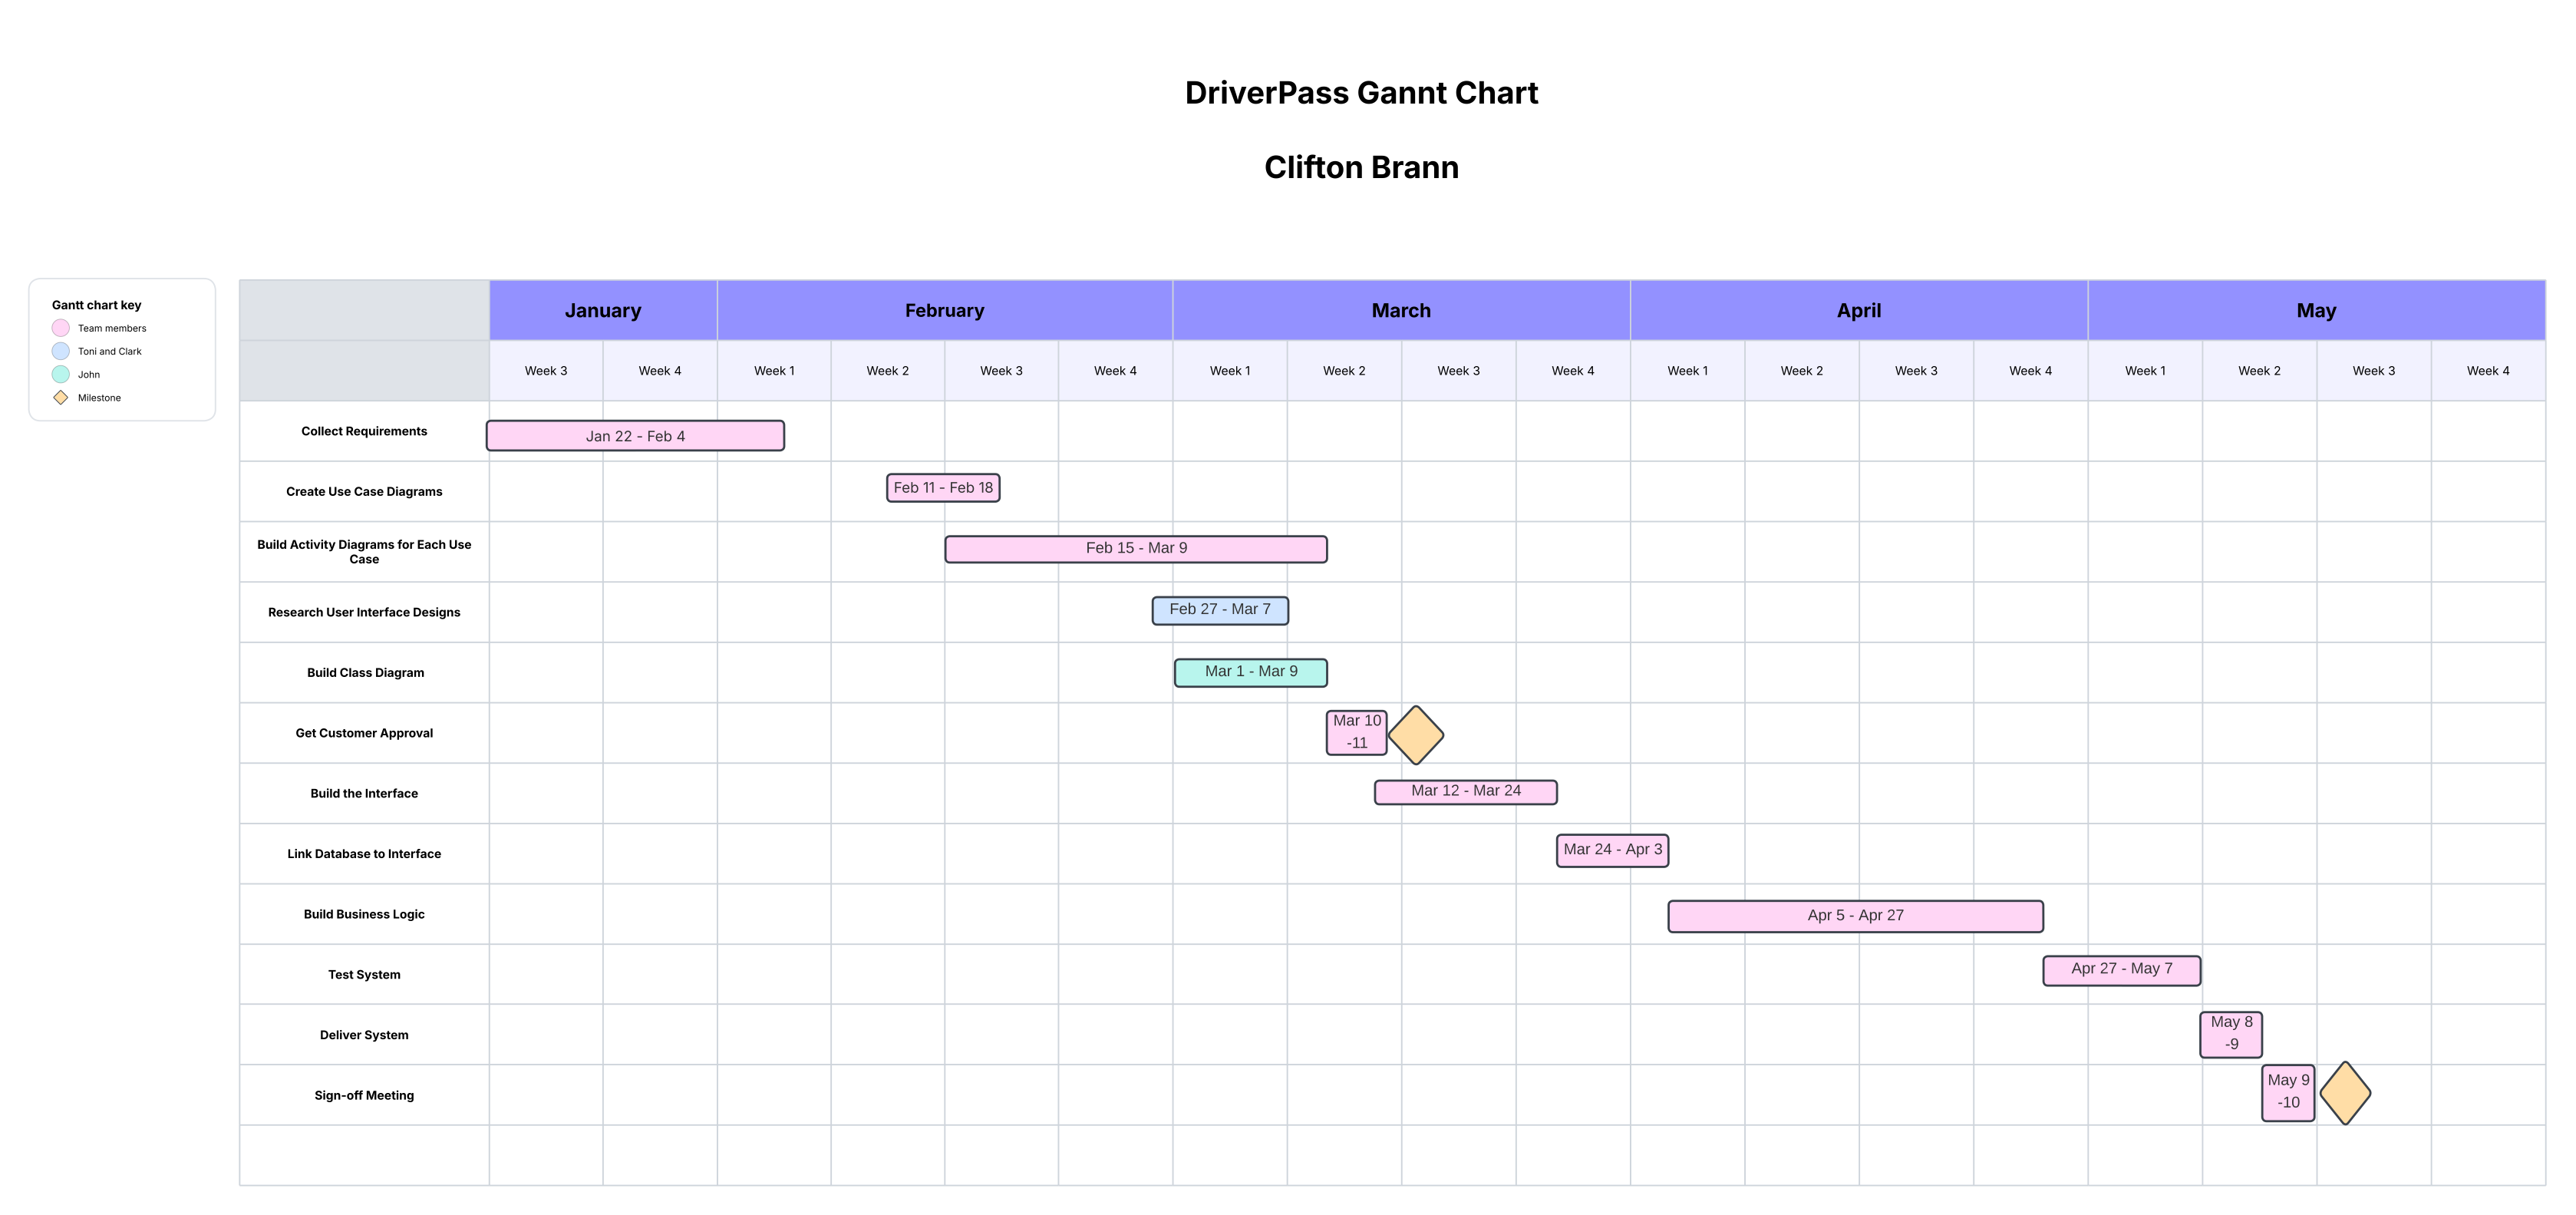 DriverPass Gannt Chart
Clifton Brann
Gantt chart key
Team members
Toni and Clark
John
Milestone
January February March April May
Week 3 Week 4 Week 1 Week 2 Week 3 Week 4 Week 1 Week 2 Week 3 Week 4 Week 1 Week 2 Week 3 Week 4 Week 1 Week 2 Week 3 Week 4
Collect Requirements
Jan 22 - Feb 4
Create Use Case Diagrams
Feb 11 - Feb 18
Build Activity Diagrams for Each Use
Case
Feb 15 - Mar 9
Research User Interface Designs
Feb 27 - Mar 7
Build Class Diagram
Mar 1 - Mar 9
Get Customer Approval
Mar 10
-11
Build the Interface
Mar 12 - Mar 24
Link Database to Interface
Mar 24 - Apr 3
Build Business Logic
Apr 5 - Apr 27
Test System
Apr 27 - May 7
Deliver System
May 8
-9
Sign-off Meeting
May 9
-10